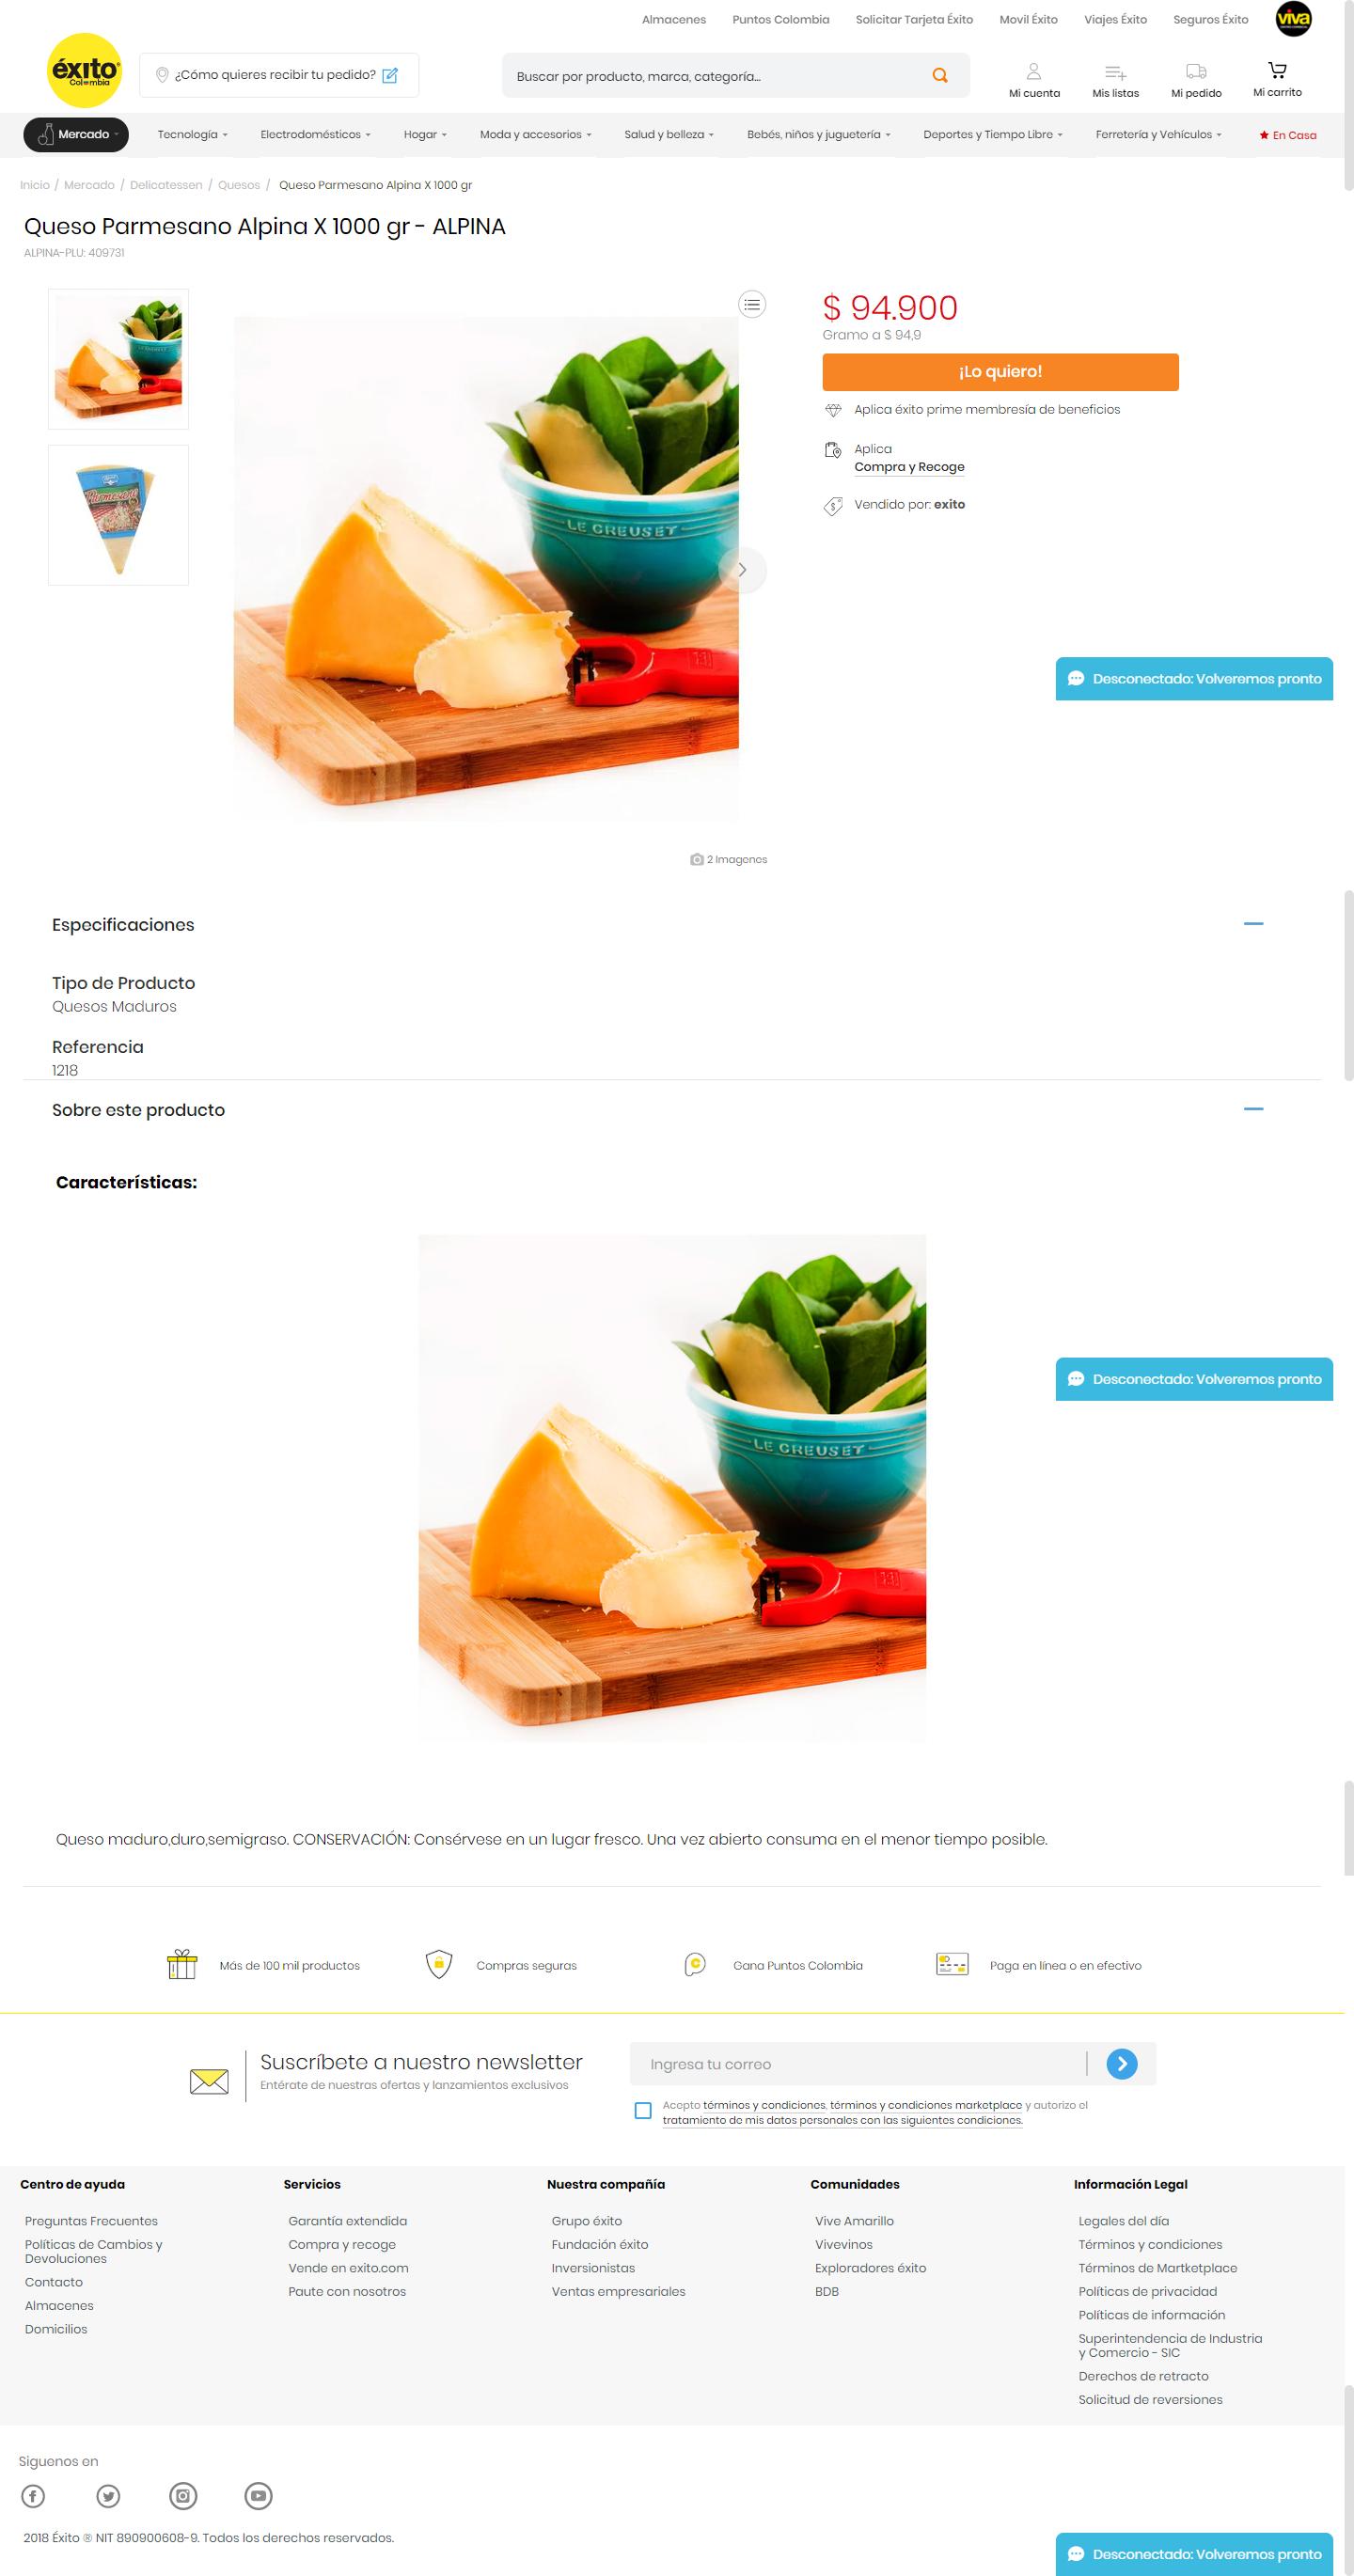 Almacenes Puntos Colombia Solicitar Tarjeta Éxito Movil Éxito Viajes Éxito Seguros Éxito viva
éxito
Colombia
¿Cómo quieres recibir tu pedido?
Buscar por producto, marca, categoría...
Mi cuenta Mis listas Mi pedido Mi carrito
Mercado Tecnología Electrodomésticos Hogar Moda y accesorios Salud y belleza Bebés, niños y juguetería Deportes y Tiempo Libre Ferretería y Vehículos En Casa
Inicio / Mercado / Delicatessen / Quesos / Queso Parmesano Alpina X 1000 gr
Queso Parmesano Alpina X 1000 gr - ALPINA
ALPINA-PLU: 409731
$ 94.900
Gramo a $ 94,9
¡Lo quiero!
Aplica éxito prime membresía de beneficios
Aplica
Compra y Recoge
Vendido por: exito
LE CREUSET
Parmesano
Desconectado: Volveremos pronto
2 Imagenes
Especificaciones
Tipo de Producto
Quesos Maduros
Referencia
1218
Sobre este producto
Características:
LE CREUSET
Desconectado: Volveremos pronto
Queso maduro,duro,semigraso. CONSERVACIÓN: Consérvese en un lugar fresco. Una vez abierto consuma en el menor tiempo posible.
Más de 100 mil productos Compras seguras Gana Puntos Colombia Paga en línea o en efectivo
Suscríbete a nuestro newsletter
Entérate de nuestras ofertas y lanzamientos exclusivos
Ingresa tu correo
Acepto términos y condiciones, términos y condiciones marketplace y autorizo el
tratamiento de mis datos personales con las siguientes condiciones.
Centro de ayuda
Preguntas Frecuentes
Políticas de Cambios y
Devoluciones
Contacto
Almacenes
Domicilios
Servicios
Garantía extendida
Compra y recoge
Vende en exito.com
Paute con nosotros
Nuestra compañía
Grupo éxito
Fundación éxito
Inversionistas
Ventas empresariales
Comunidades
Vive Amarillo
Vivevinos
Exploradores éxito
BDB
Información Legal
Legales del día
Términos y condiciones
Términos de Martketplace
Políticas de privacidad
Políticas de información
Superintendencia de Industria
y Comercio - SIC
Derechos de retracto
Solicitud de reversiones
Siguenos en
2018 Éxito ® NIT 890900608-9. Todos los derechos reservados.
Desconectado: Volveremos pronto